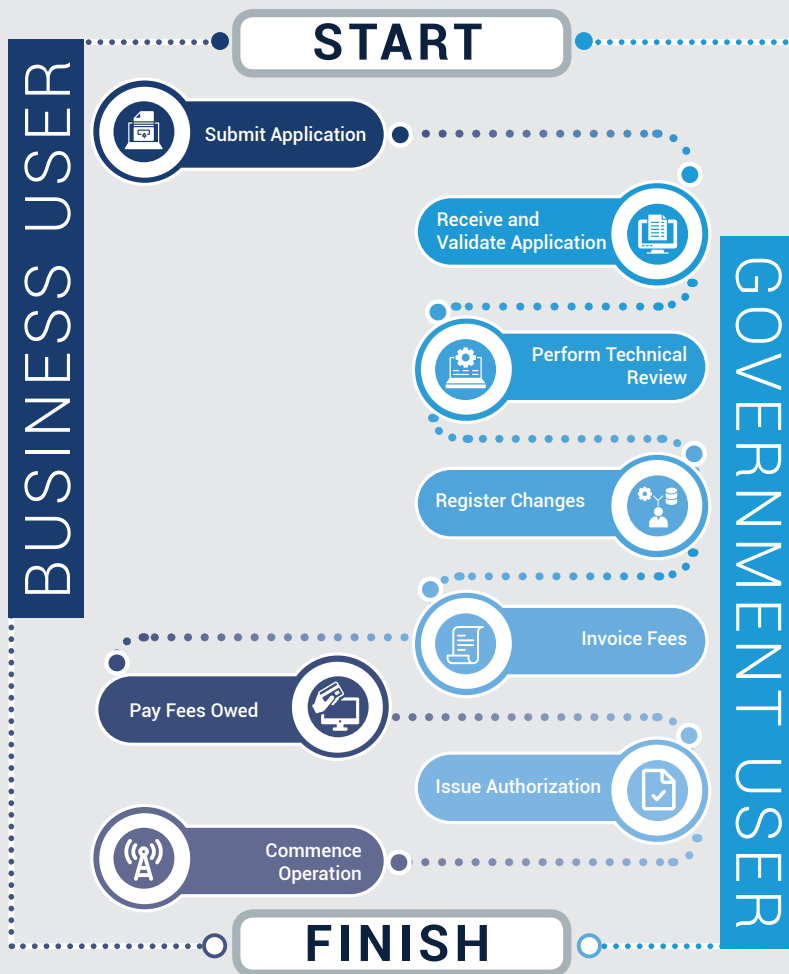 START
BUSINESS USER
Submit Application
Receive and
Validate Application
GOVERNMENT USER
Perform Technical
Review
Register Changes
Invoice Fees
Pay Fees Owed
Issue Authorization
Commence
Operation
FINISH